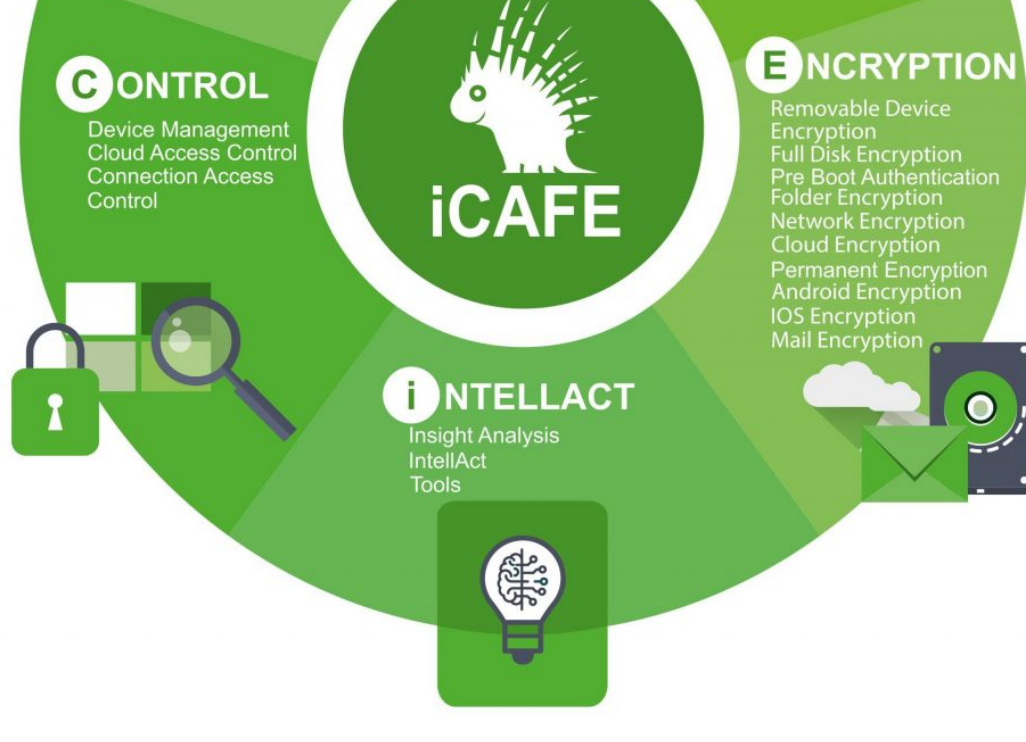 CONTROL
Device Management
Cloud Access Control
Connection Access
Control
iCAFE
ENCRYPTION
Removable Device
Encryption
Full Disk Encryption
Pre Boot Authentication
Folder Encryption
Network Encryption
Cloud Encryption
Permanent Encryption
Android Encryption
IOS Encryption
Mail Encryption
iNTELLACT
Insight Analysis
IntellAct
Tools